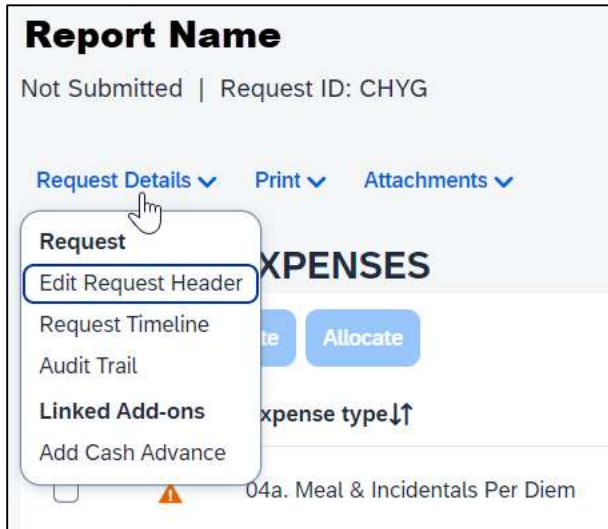 Report Name
Not Submitted | Request ID: CHYG
Request Details Print Attachments
Request
Edit Request Header
Request Timeline
Audit Trail
Linked Add-ons
Add Cash Advance
XPENSES
te Allocate
xpense type
04a. Meal & Incidentals Per Diem